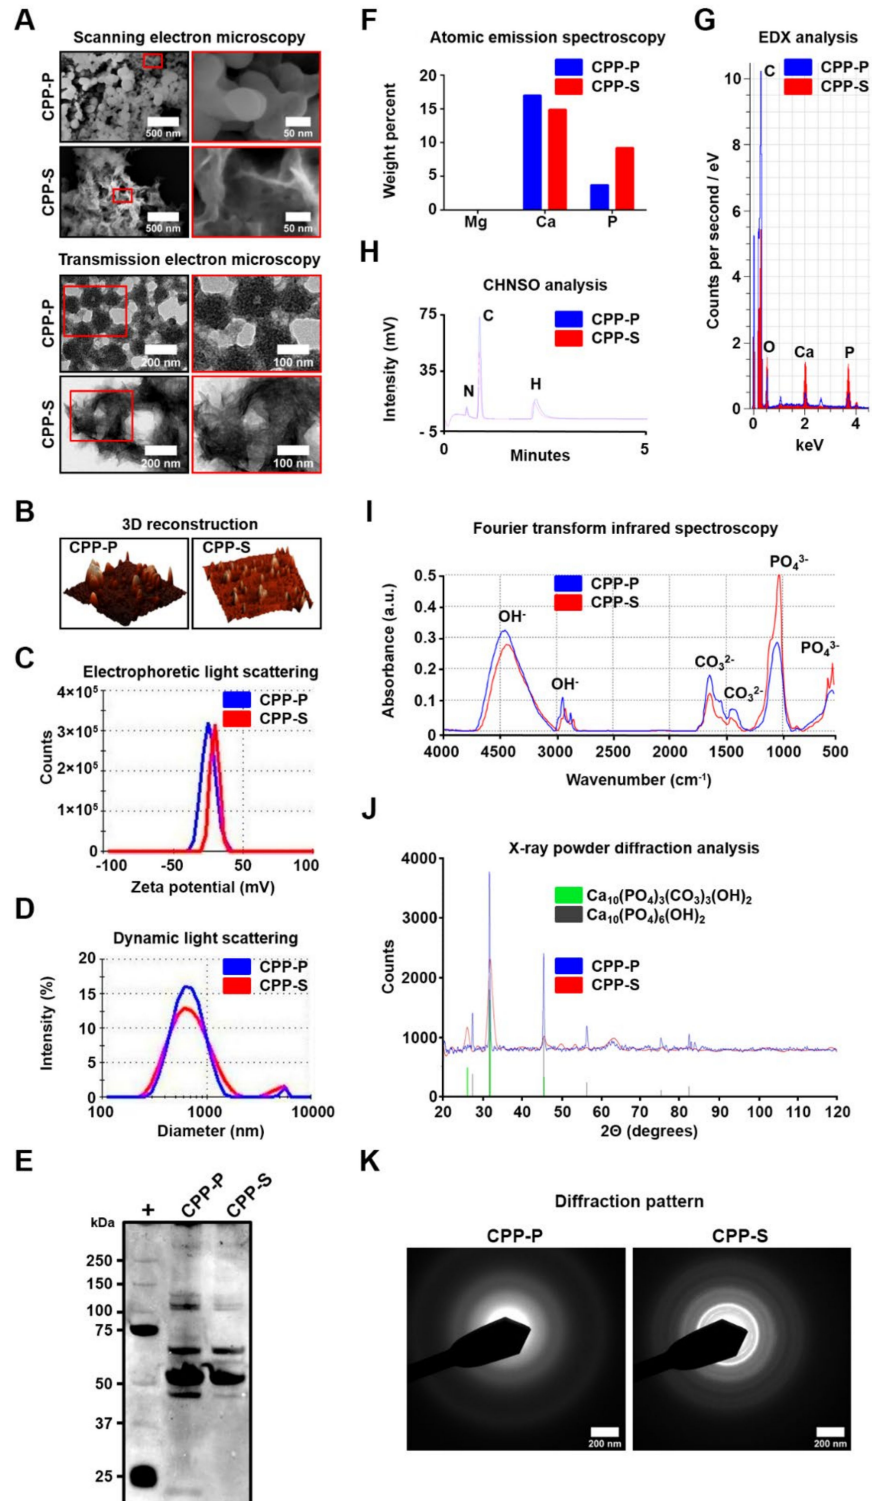 A
Scanning electron microscopy
CPP-P
500 nm
50 nm
CPP-S
500 nm
50 nm
Transmission electron microscopy
CPP-P
200 nm
100 nm
CPP-S
200 nm
100 nm
B
3D reconstruction
CPP-P
CPP-S
C
Electrophoretic light scattering
4×10⁵
3×10⁵
2×10⁵
1×10⁵
0
Counts
CPP-P
CPP-S
-100 -50 50 100
Zeta potential (mV)
D
Dynamic light scattering
20
15
10
5
0
Intensity (%)
CPP-P
CPP-S
100 1000 10000
Diameter (nm)
E
+ CPP-P CPP-S
kDa
250
150
100
75
50
37
25
F
Atomic emission spectroscopy
20
15
10
5
0
Weight percent
CPP-P
CPP-S
Mg Ca P
G
EDX analysis
10
8
6
4
2
0
Counts per second / eV
C
CPP-P
CPP-S
O Ca P
0 2 4
keV
H
CHNSO analysis
75
35
- 5
Intensity (mV)
C
CPP-P
CPP-S
N H
0 5
Minutes
I
Fourier transform infrared spectroscopy
0.5
0.4
0.3
0.2
0.1
0
Absorbance (a.u.)
CPP-P
CPP-S
OH⁻
OH⁻
CO₃²⁻
CO₃²⁻
PO₄³⁻
PO₄³⁻
4000 4500 3000 2000 1500 1000 500
Wavenumber (cm⁻¹)
J
X-ray powder diffraction analysis
4000
3000
2000
1000
0
Counts
Ca₁₀(PO₄)₃(CO₃)₃(OH)₂
Ca₁₀(PO₄)₆(OH)₂
CPP-P
CPP-S
20 30 40 50 60 70 80 90 100 110 120
2Θ (degrees)
K
Diffraction pattern
CPP-P CPP-S
200 nm
200 nm